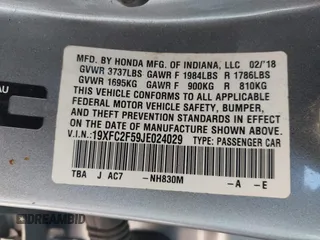 MFD. BY HONDA MFG. OF INDIANA, LLC 02/'18
GVWR 3737LBS GAWR F 1984LBS R 1786LBS
GVWR 1695KG GAWR F 900KG R 810KG
THIS VEHICLE CONFORMS TO ALL APPLICABLE
FEDERAL MOTOR VEHICLE SAFETY, BUMPER,
AND THEFT PREVENTION STANDARDS IN
EFFECT ON THE DATE OF MANUFACTURE
SHOWN ABOVE.
V.I.N.: 19XFC2F59JE024029 TYPE: PASSENGER CAR
TBA J AC7 -NH830M -A -E
AU